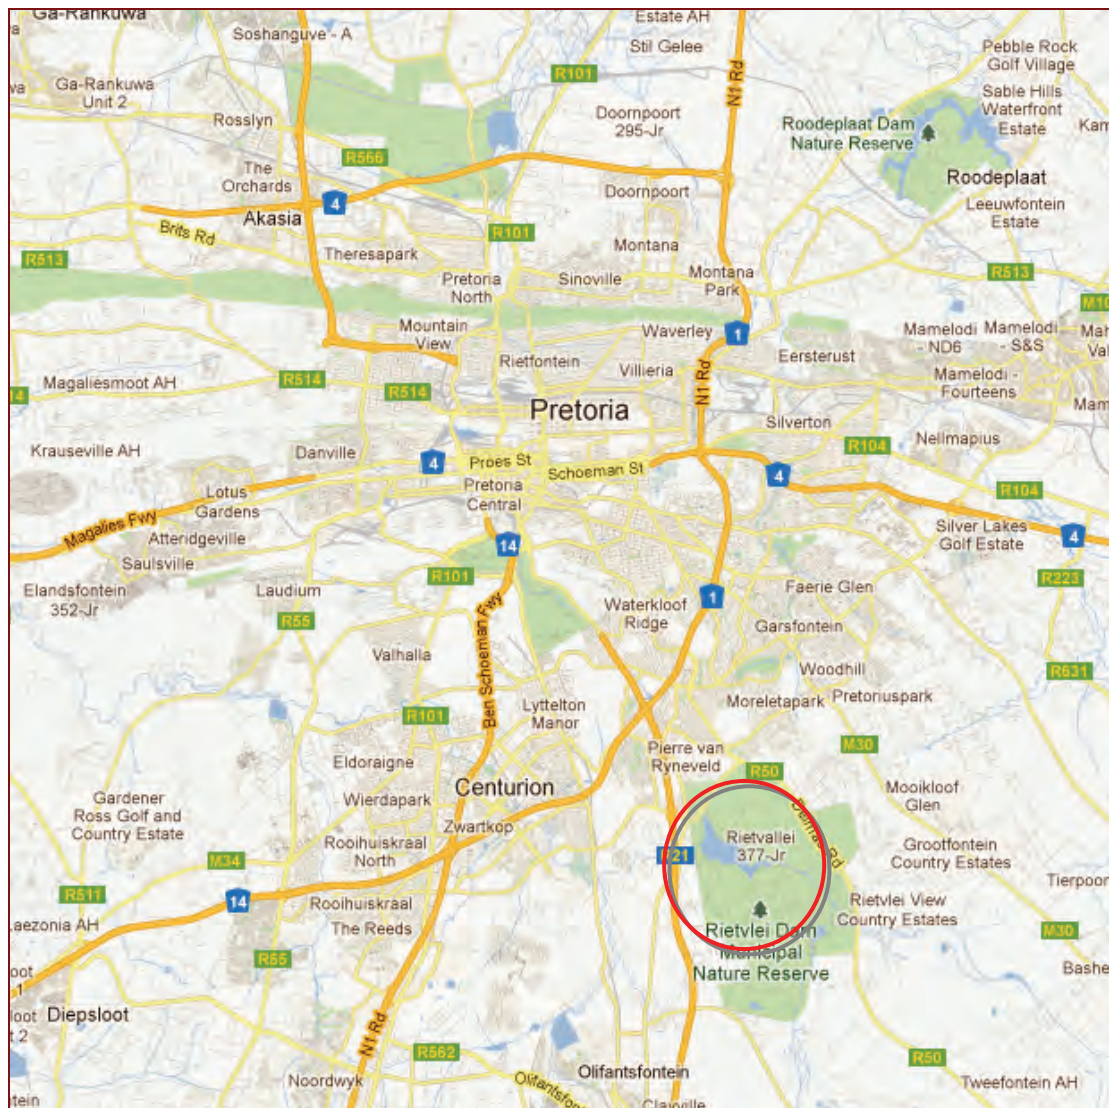 Ga-Rankuwa
Estate AH
Soshanguve - A
Stil Gelee
N1 Rd
Pebble Rock
Golf Village
R101
Ga-Rankuwa
Unit 2
Sable Hills
Waterfront
Estate
Rosslyn
Doornpoort
295-Jr
Roodeplaat Dam
Nature Reserve
R566
The
Orchards
Doornpoort
Roodeplaat
4
Akasia
Leeuwfontein
Estate
Brits Rd
R101
Theresapark
Montana
R513
Pretoria
North
Sinoville
Montana
Park
R513
Mountain
View
Waverley
1
Mamelodi
- ND6
Mamelodi
- S&S
Rietfontein
Villieria
Eersterust
Magaliesmoot AH
R514
R514
N1 Rd
Mamelodi -
Fourteens
14
Pretoria
Silverton
Krauseville AH
Danville
4
Proes St
Schoeman St
R104
Nellmapius
Lotus
Gardens
Pretoria
Central
4
R104
Magalies Fwy
Atteridgeville
Saulsville
14
Silver Lakes
Golf Estate
4
Elandsfontein
352-Jr
Laudium
R101
Waterkloof
Ridge
1
Faerie Glen
R223
R55
Ben Schoeman Fwy
Garsfontein
Valhalla
Woodhill
R631
Lyttelton
Manor
Moreletapark
Pretoriuspark
R101
Pierre van
Ryneveld
M30
Eldoraigne
R50
Centurion
Mooikloof
Glen
Gardener
Ross Golf and
Country Estate
Wierdapark
Zwartkop
Delmas Rd
Rooihuiskraal
North
Rietvallei
377-Jr
Grootfontein
Country Estates
M34
R21
R511
14
Rooihuiskraal
Tierpoor
The Reeds
Rietvlei View
Country Estates
Laezonia AH
Rietvlei Dam
Municipal
Nature Reserve
M30
R55
Diepsloot
N1 Rd
R562
Olifantsfontein
R50
Noordwyk
Tweefontein AH
Clayville